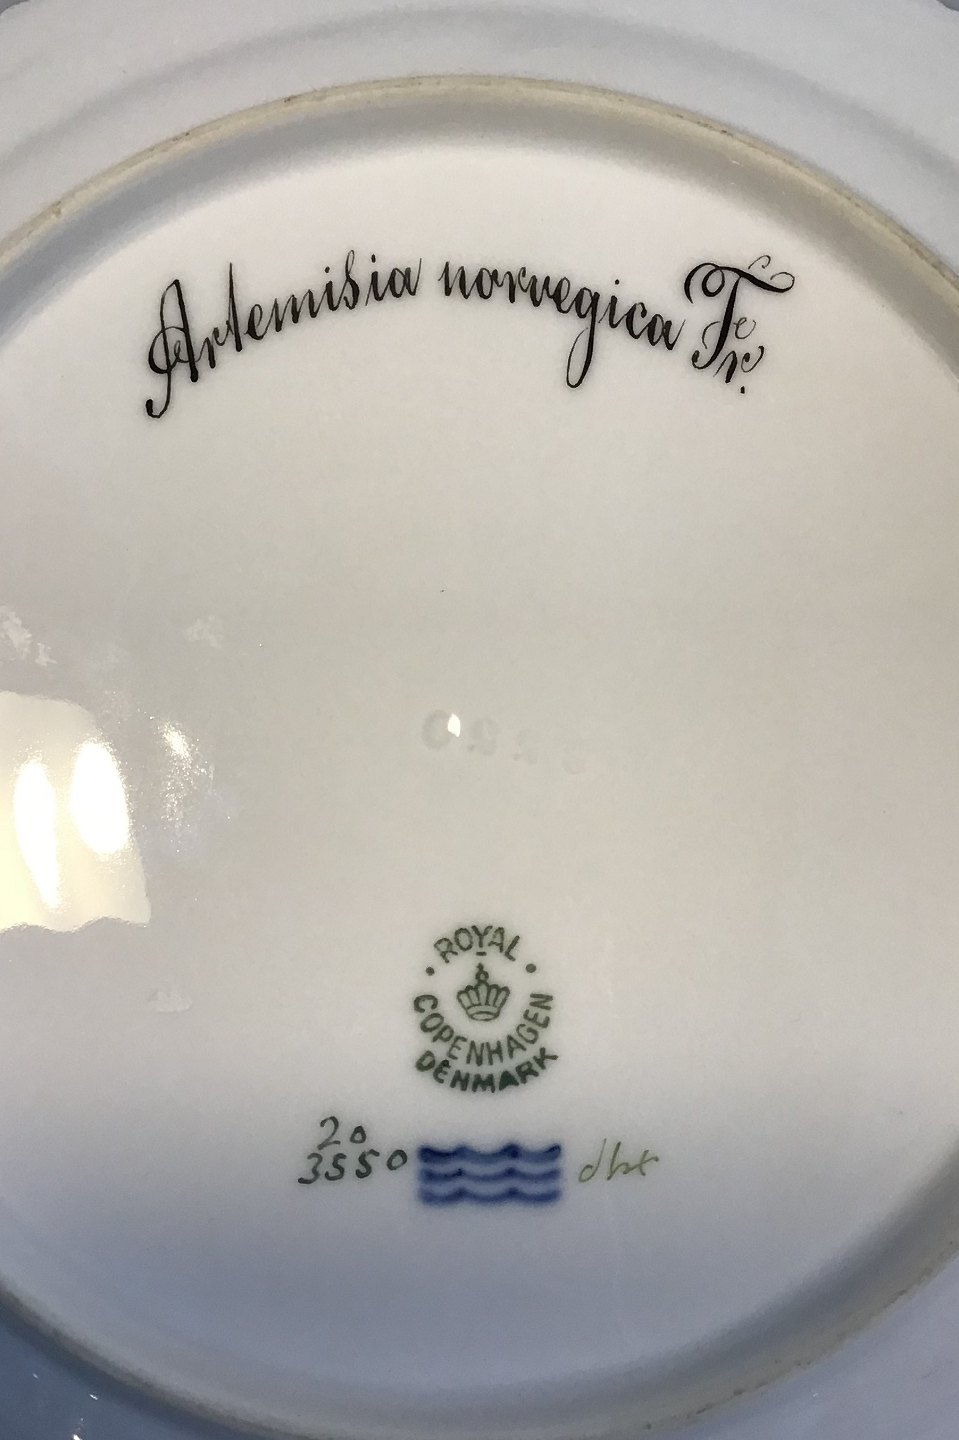 Artemisia norvegica Fr.
ROYAL
COPENHAGEN
DENMARK
20
3550